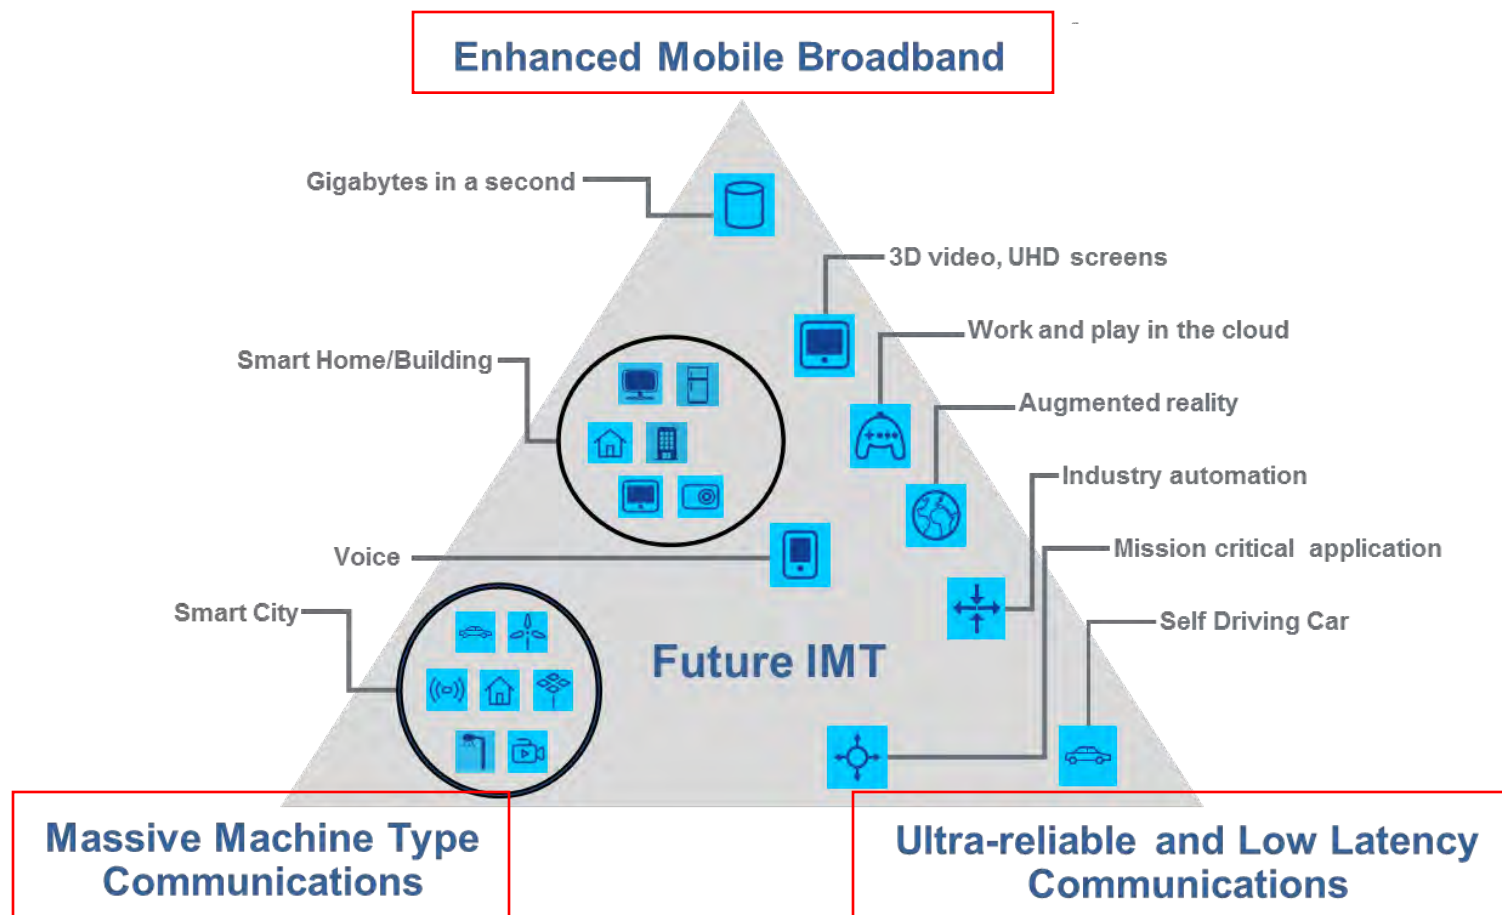 Enhanced Mobile Broadband
Gigabytes in a second
3D video, UHD screens
Work and play in the cloud
Smart Home/Building
Augmented reality
Industry automation
Voice
Mission critical application
Smart City
Self Driving Car
Future IMT
Massive Machine Type
Communications
Ultra-reliable and Low Latency
Communications